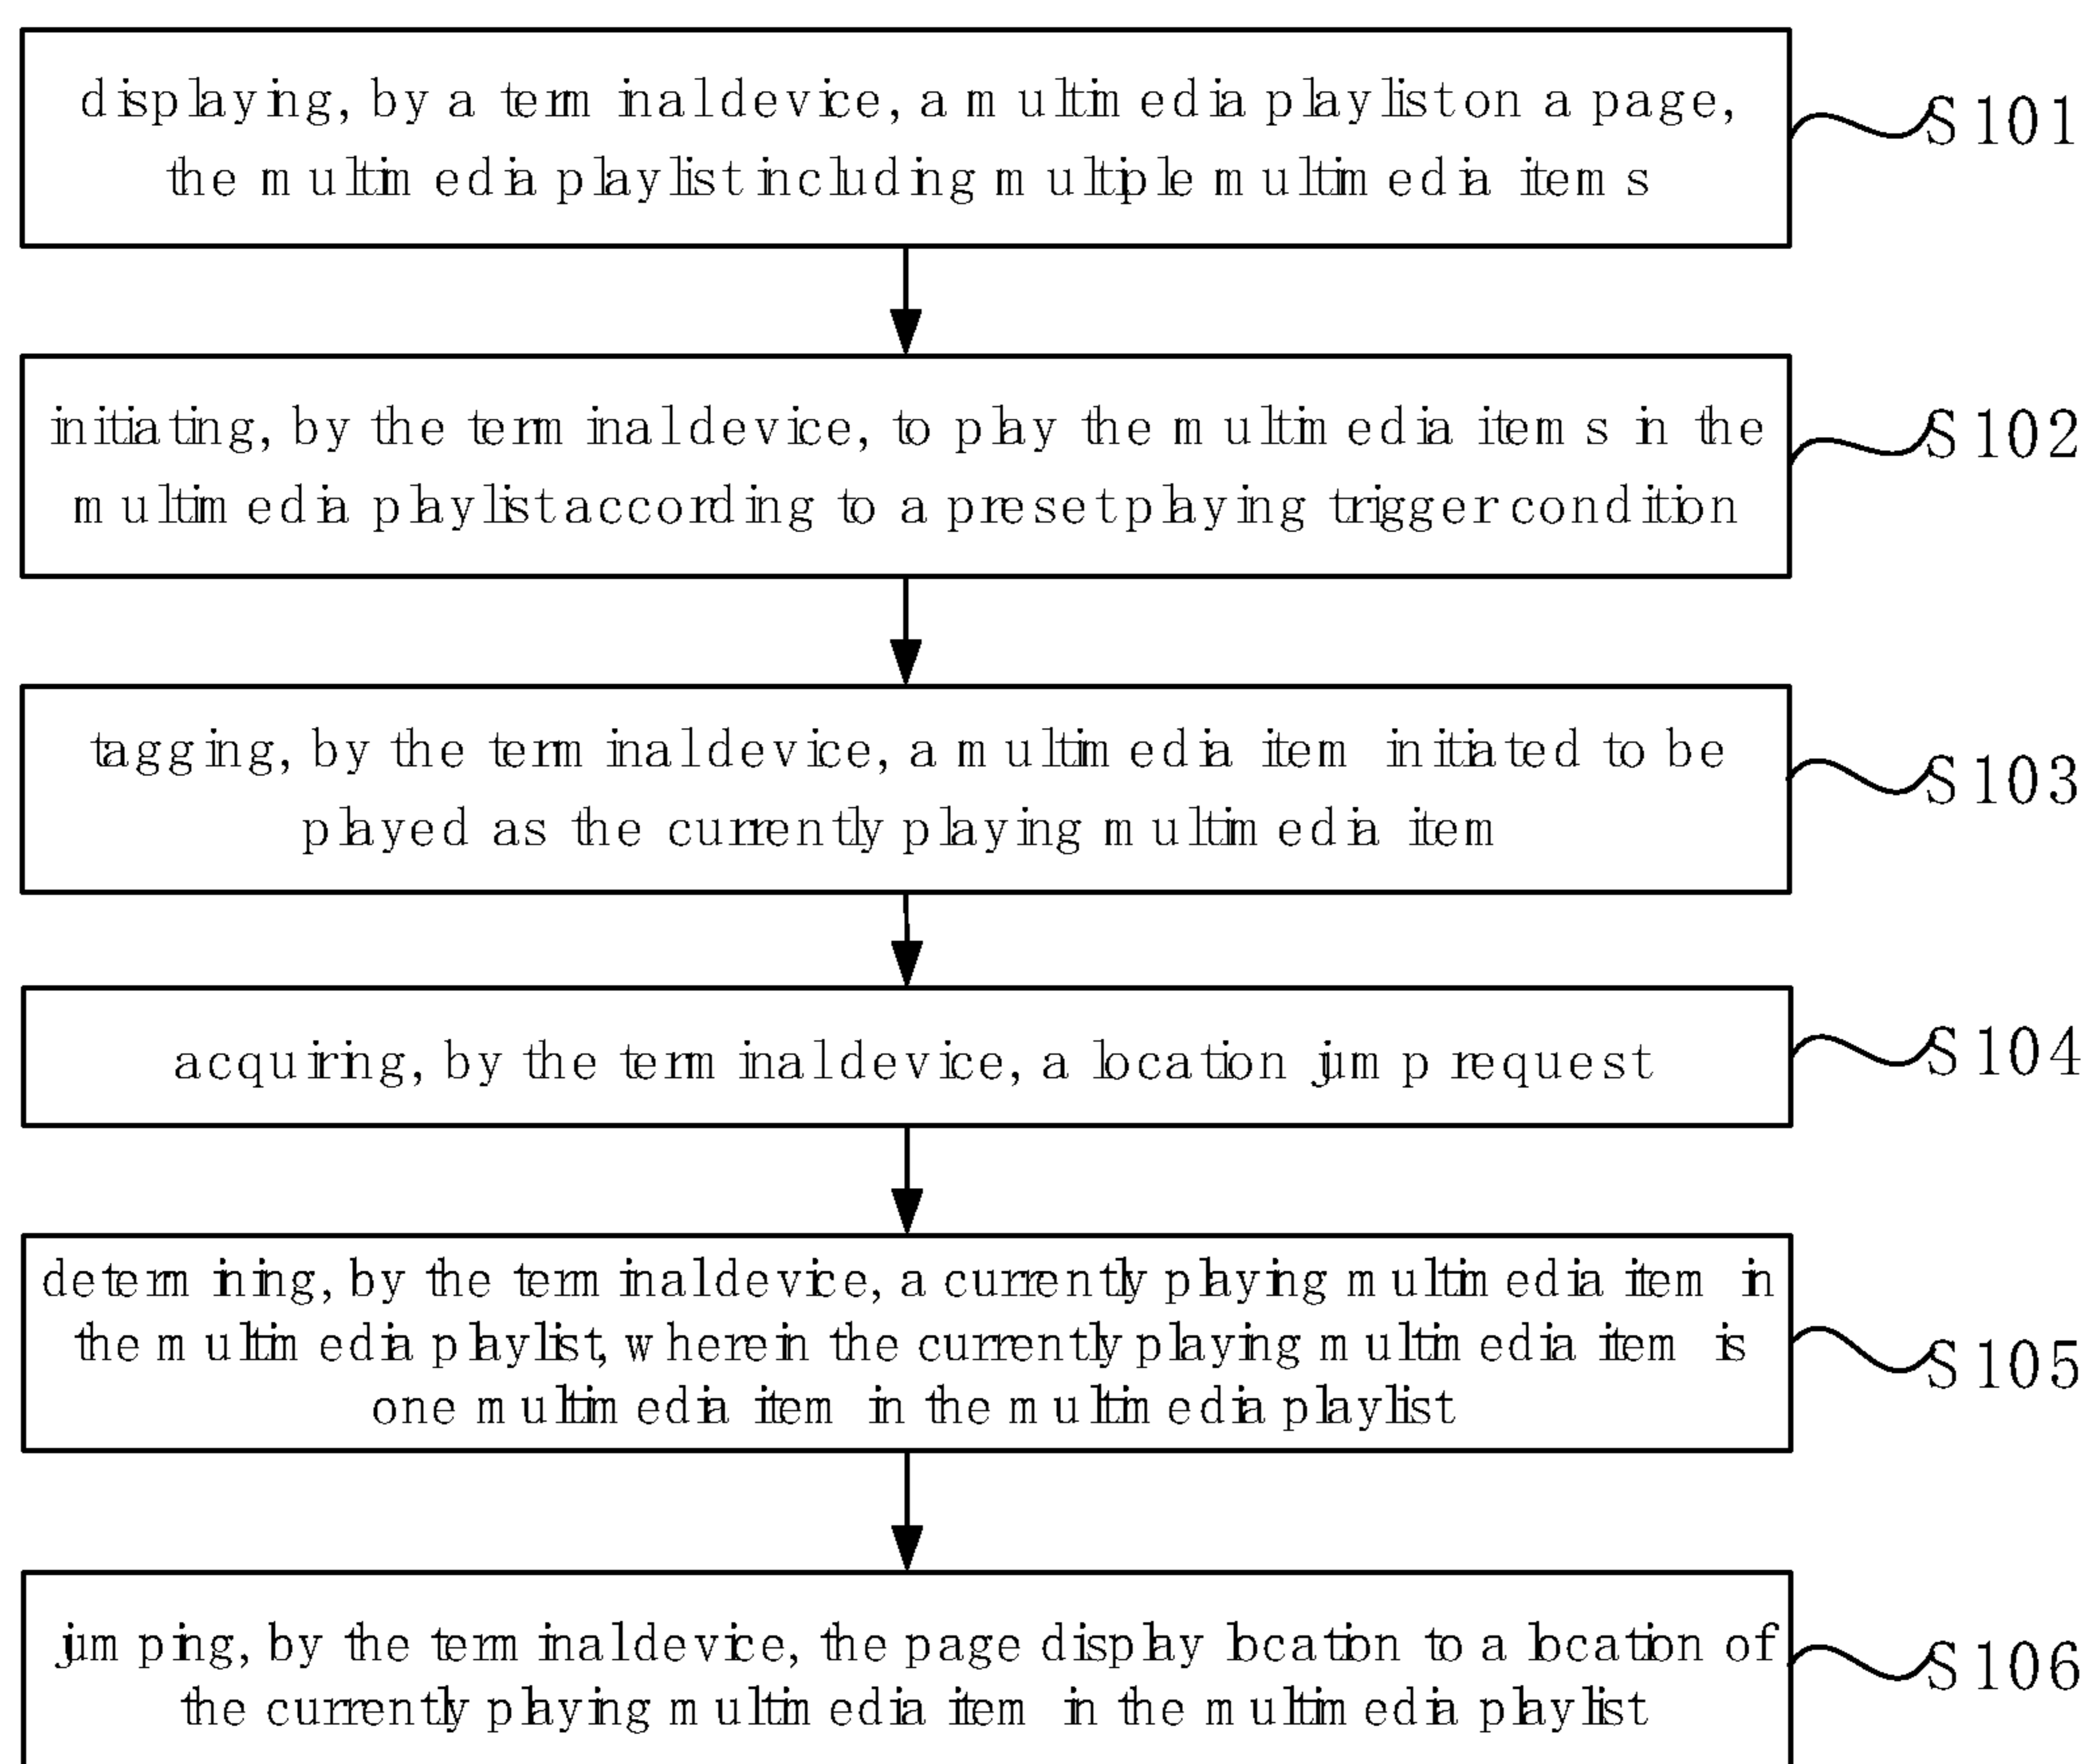 displaying, by a terminal device, a multimedia playlist on a page,
the multimedia playlist including multiple multimedia items
S101
initiating, by the terminal device, to play the multimedia items in the
multimedia playlist according to a preset playing trigger condition
S102
tagging, by the terminal device, a multimedia item initiated to be
played as the currently playing multimedia item
S103
acquiring, by the terminal device, a location jump request
S104
determining, by the terminal device, a currently playing multimedia item in
the multimedia playlist, wherein the currently playing multimedia item is
one multimedia item in the multimedia playlist
S105
jumping, by the terminal device, the page display location to a location of
the currently playing multimedia item in the multimedia playlist
S106